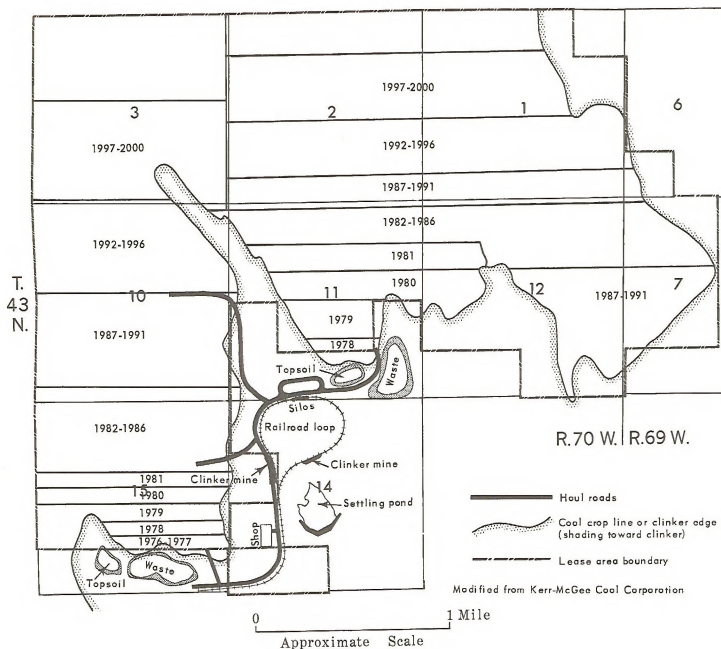 3
2
1
6
1997-2000
1997-2000
1992-1996
1987-1991
1982-1986
1992-1996
1981
1980
T.
43
N.
10
11
12
7
1987-1991
1979
1978
1987-1991
Topsoil
Waste
Silos
Railroad loop
1982-1986
R.70 W.
R.69 W.
Clinker mine
Clinker mine
1981
15
1980
14
1979
Settling pond
1978
1976-1977
Shop
Topsoil
Waste
Haul roads
Coal crop line or clinker edge
(shading toward clinker)
Lease area boundary
Modified from Kerr-McGee Coal Corporation
0
1 Mile
Approximate Scale